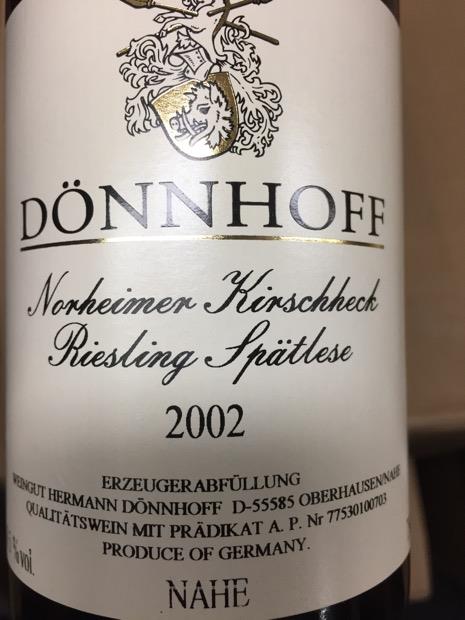 DÖNNHOFF
Norheimer Kirschheck
Riesling Spätlese
2002
ERZEUGERABFÜLLUNG
WEINGUT HERMANN DÖNNHOFF D-55585 OBERHAUSEN/NAHE
QUALITÄTSWEIN MIT PRÄDIKAT A. P. Nr 77530100703
PRODUCE OF GERMANY.
% vol.
NAHE